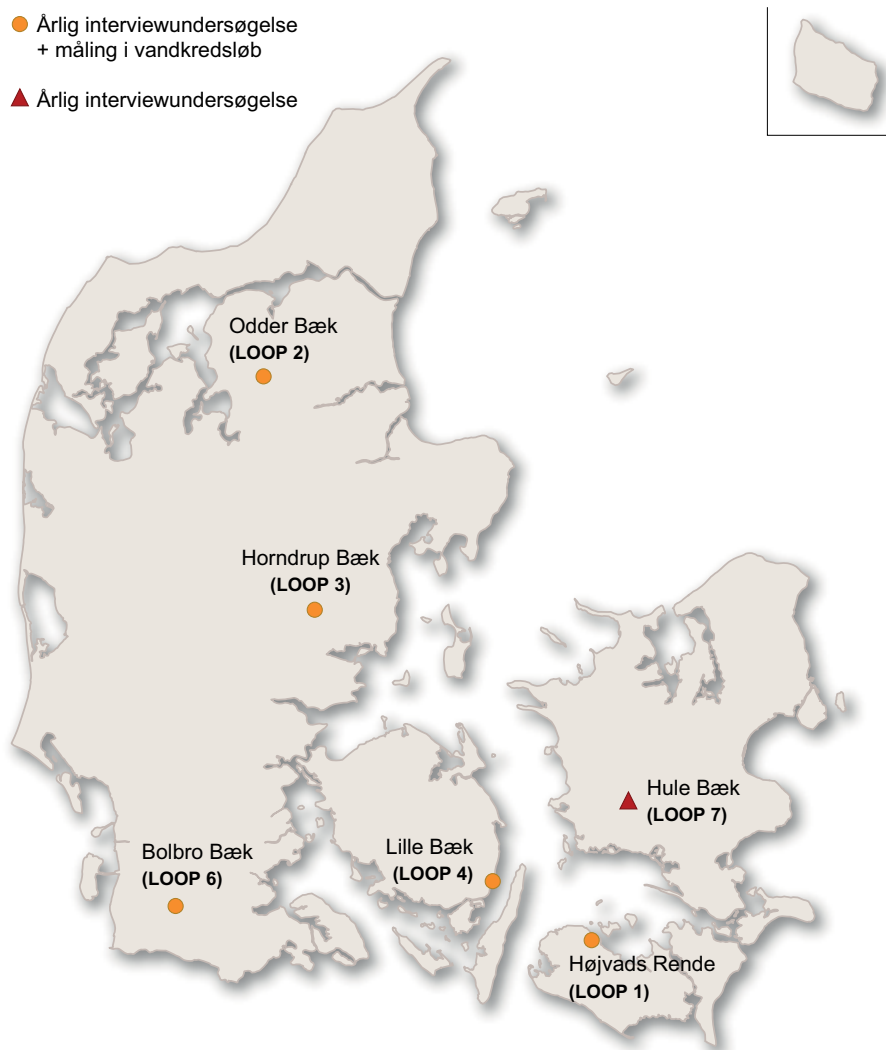 Årlig interviewundersøgelse
+ måling i vandkredsløb
Årlig interviewundersøgelse
Odder Bæk
(LOOP 2)
Horndrup Bæk
(LOOP 3)
Hule Bæk
(LOOP 7)
Bolbro Bæk
(LOOP 6)
Lille Bæk
(LOOP 4)
Højvads Rende
(LOOP 1)